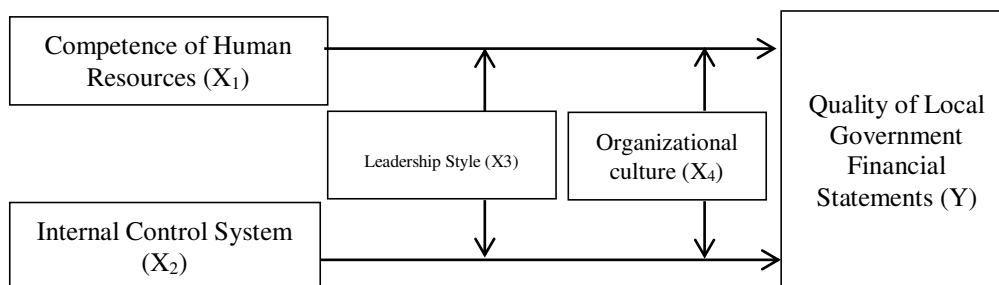 Competence of Human
Resources (X₁)
Leadership Style (X3)
Organizational
culture (X₄)
Quality of Local
Government
Financial
Statements (Y)
Internal Control System
(X₂)